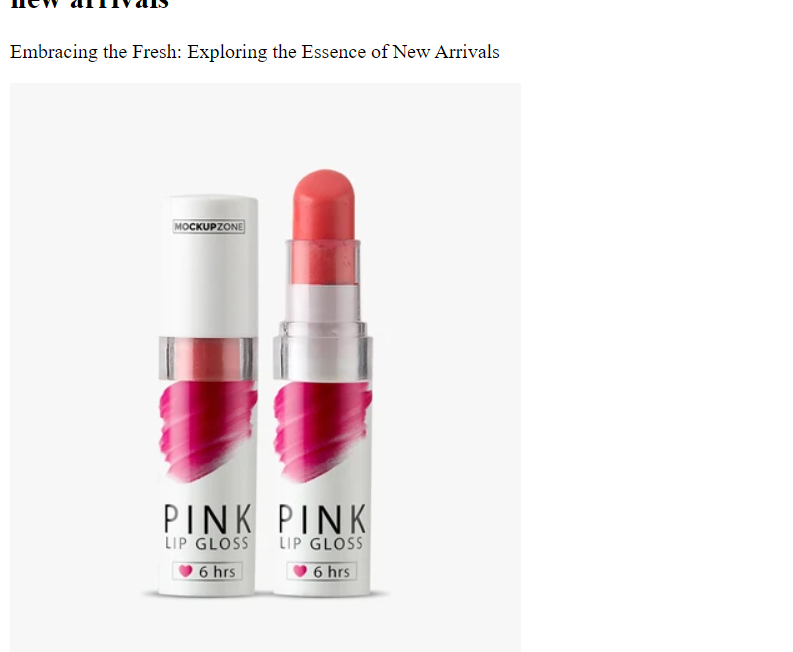 new arrivals
Embracing the Fresh: Exploring the Essence of New Arrivals
MOCKUPZONE
PINK
LIP GLOSS
6 hrs
PINK
LIP GLOSS
6 hrs